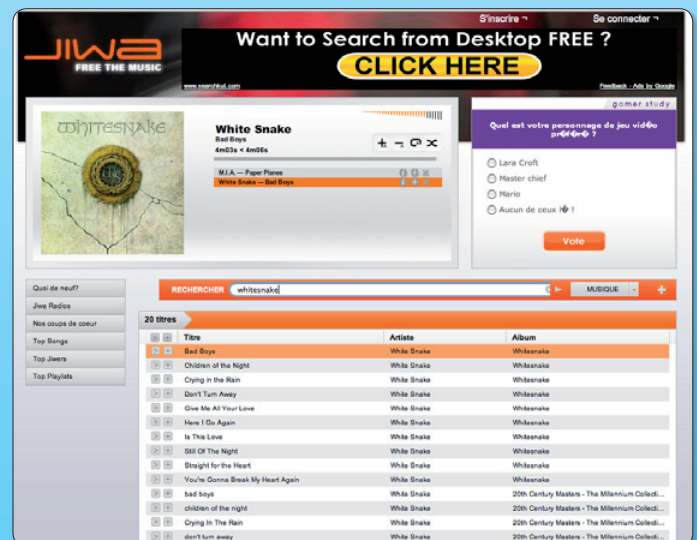 S'inscrire ¬ Se connecter ¬
JIWA
FREE THE MUSIC
Want to Search from Desktop FREE ?
CLICK HERE
www.searchkut.com
Feedback - Ads by Google
WHITESNAKE
White Snake
Bad Boys
4m03s < 4m06s
M.I.A. — Paper Planes
White Snake — Bad Boys
gamer study
Quel est votre personnage de jeu vid�o pr�f�r� ?
Lara Croft
Master chief
Mario
Aucun de ceux l� !
Vote
Quoi de neuf?
Jiwa Radios
Nos coups de coeur
Top Songs
Top Jiwers
Top Playlists
RECHERCHER whitesnake MUSIQUE
20 titres
Titre Artiste Album
Bad Boys White Snake Whitesnake
Children of the Night White Snake Whitesnake
Crying in the Rain White Snake Whitesnake
Don't Turn Away White Snake Whitesnake
Give Me All Your Love White Snake Whitesnake
Here I Go Again White Snake Whitesnake
Is This Love White Snake Whitesnake
Still Of The Night White Snake Whitesnake
Straight for the Heart White Snake Whitesnake
You're Gonna Break My Heart Again White Snake Whitesnake
bad boys White Snake 20th Century Masters - The Millennium Collecti...
children of the night White Snake 20th Century Masters - The Millennium Collecti...
Crying In The Rain White Snake 20th Century Masters - The Millennium Collecti...
don't turn away White Snake 20th Century Masters - The Millennium Collecti...